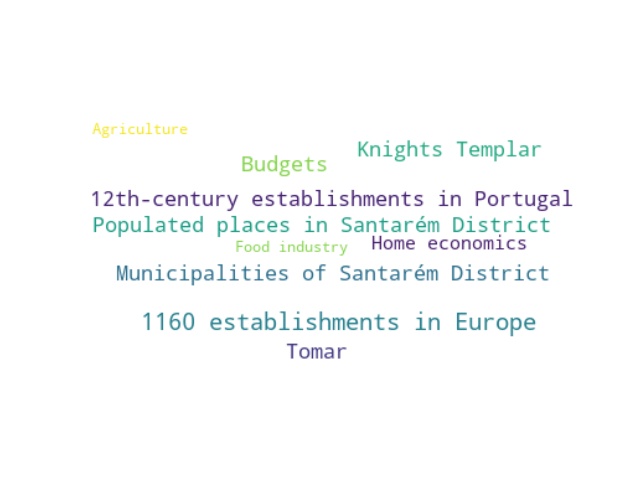 Agriculture
Knights Templar
Budgets
12th-century establishments in Portugal
Populated places in Santarém District
Food industry
Home economics
Municipalities of Santarém District
1160 establishments in Europe
Tomar